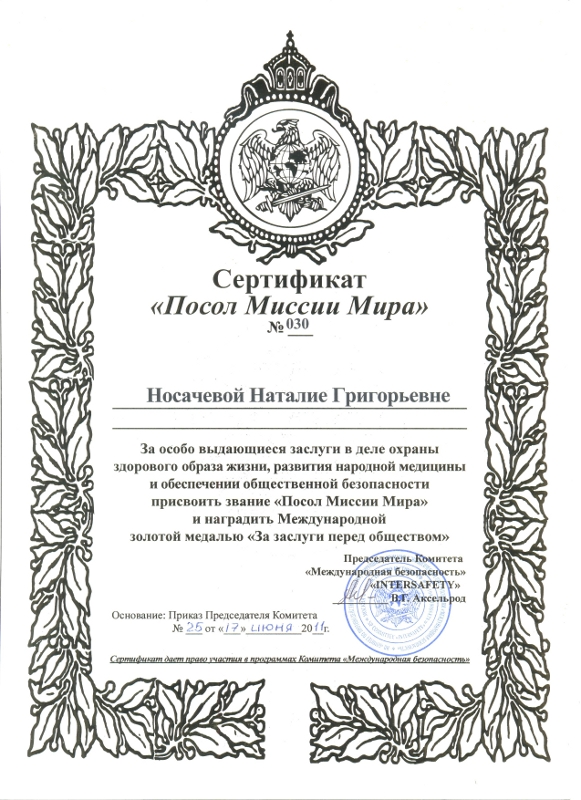 Сертификат
«Посол Миссии Мира»
№ 030
Носачевой Наталие Григорьевне
За особо выдающиеся заслуги в деле охраны
здорового образа жизни, развития народной медицины
и обеспечении общественной безопасности
присвоить звание «Посол Миссии Мира»
и наградить Международной
золотой медалью «За заслуги перед обществом»
Председатель Комитета
«Международная безопасность»
«INTERSAFETY»
В.Г. Аксельрод
Основание: Приказ Председателя Комитета
№ 25 от «17» июня 2011г.
Сертификат дает право участия в программах Комитета «Международная безопасность»